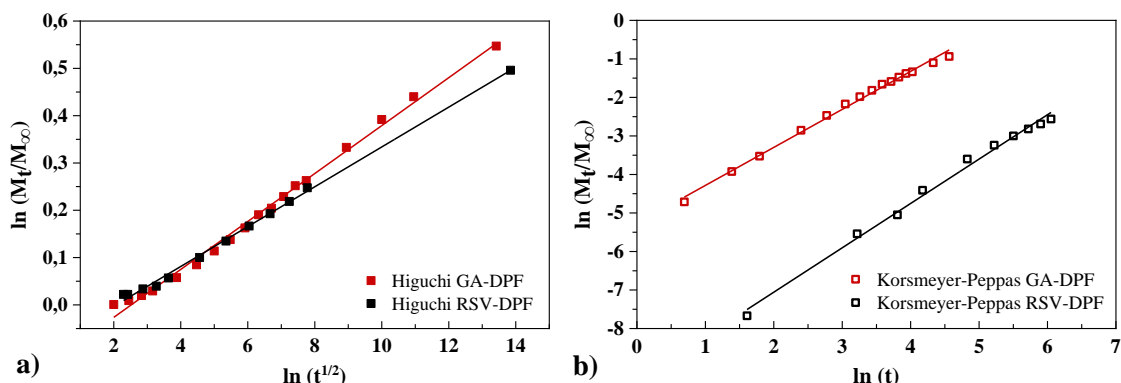 0,6
0,5
0,4
0,3
0,2
0,1
0,0
ln (Mt/M∞)
2 4 6 8 10 12 14
ln (t1/2)
Higuchi GA-DPF
Higuchi RSV-DPF
a)
0
-1
-2
-3
-4
-5
-6
-7
-8
ln (Mt/M∞)
0 1 2 3 4 5 6 7
ln (t)
Korsmeyer-Peppas GA-DPF
Korsmeyer-Peppas RSV-DPF
b)